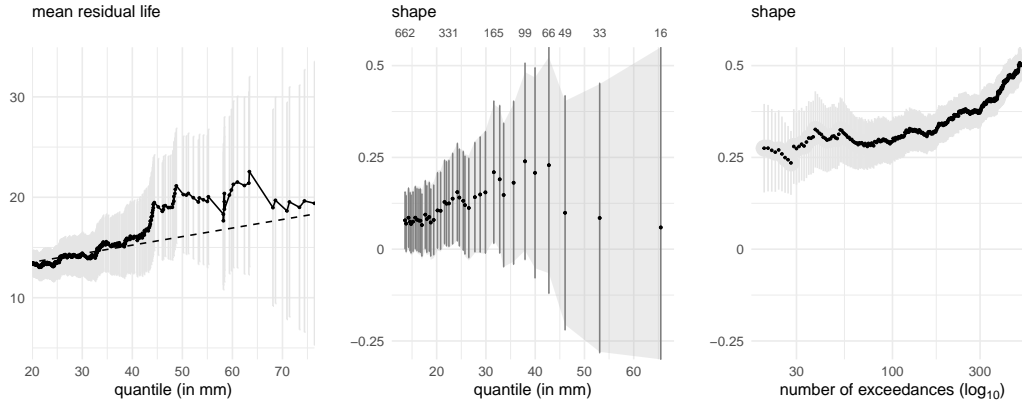 mean residual life
30
20
10
20 30 40 50 60 70
quantile (in mm)
shape
662 331 165 99 66 49 33 16
0.5
0.25
0
−0.25
20 30 40 50 60
quantile (in mm)
shape
0.5
0.25
0
−0.25
30 100 300
number of exceedances (log10)